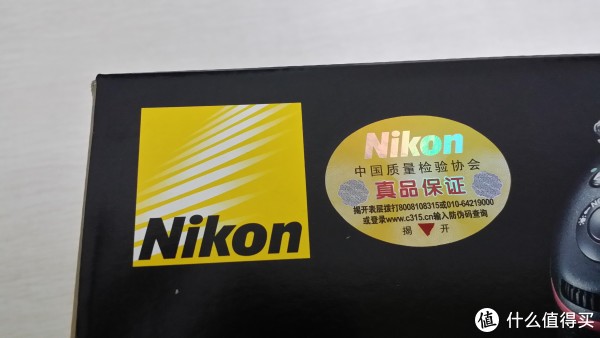 Nikon
Nikon
中国质量检验协会
真品保证
揭开表层拨打8008108315或010-64219000
或登录www.c315.cn输入防伪码查询
揭 开
值 什么值得买